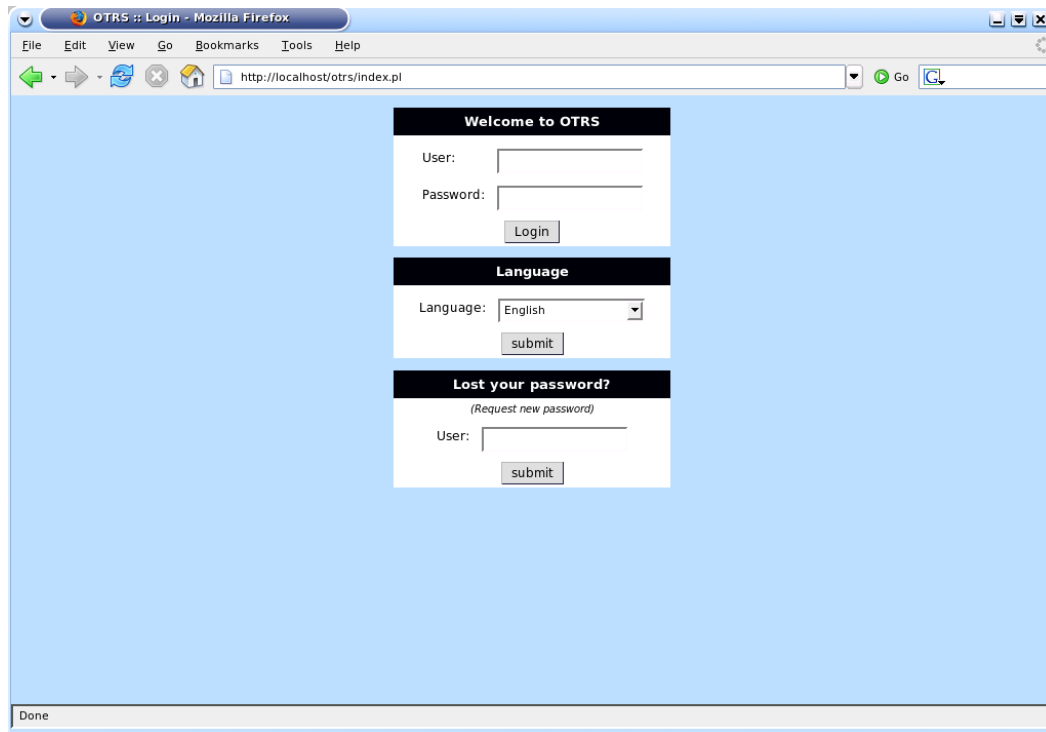 OTRS :: Login - Mozilla Firefox
File Edit View Go Bookmarks Tools Help
http://localhost/otrs/index.pl Go G
Welcome to OTRS
User:
Password:
Login
Language
Language: English
submit
Lost your password?
(Request new password)
User:
submit
Done